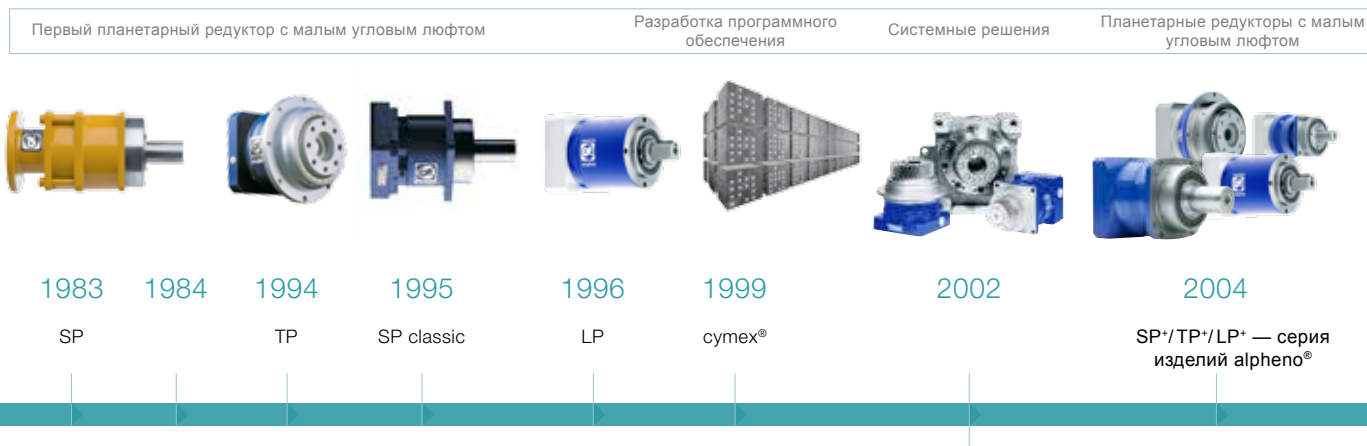 Первый планетарный редуктор с малым угловым люфтом
Разработка программного
обеспечения
Системные решения
Планетарные редукторы с малым
угловым люфтом
1983
1984
1994
1995
1996
1999
2002
2004
SP
TP
SP classic
LP
cymex®
SP⁺/ TP⁺/ LP⁺ — серия
изделий alpheno®